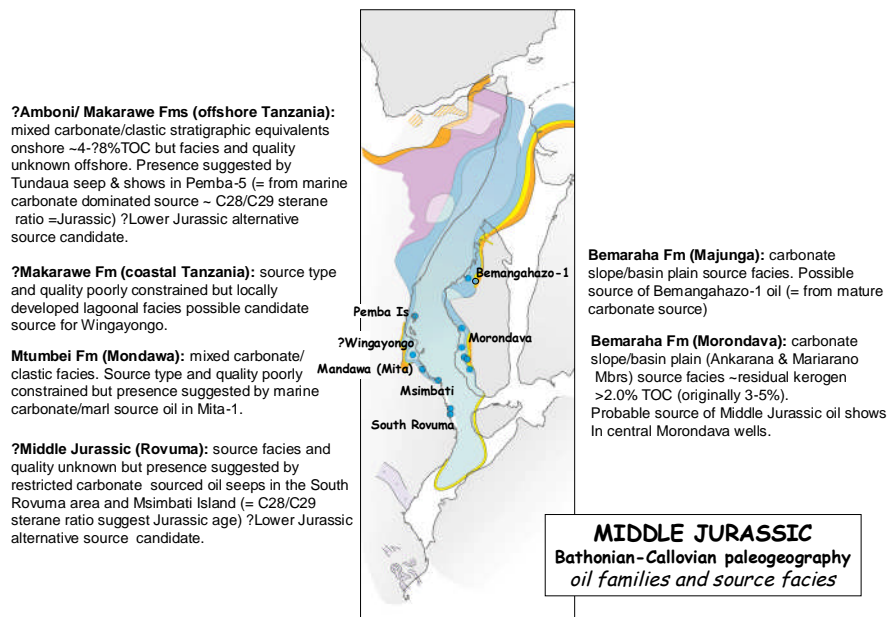 ?Amboni/ Makarawe Fms (offshore Tanzania):
mixed carbonate/clastic stratigraphic equivalents
onshore ~4-?8%TOC but facies and quality
unknown offshore. Presence suggested by
Tundaua seep & shows in Pemba-5 (= from marine
carbonate dominated source ~ C28/C29 sterane
ratio =Jurassic) ?Lower Jurassic alternative
source candidate.
?Makarawe Fm (coastal Tanzania): source type
and quality poorly constrained but locally
developed lagoonal facies possible candidate
source for Wingayongo.
Mtumbei Fm (Mondawa): mixed carbonate/
clastic facies. Source type and quality poorly
constrained but presence suggested by marine
carbonate/marl source oil in Mita-1.
?Middle Jurassic (Rovuma): source facies and
quality unknown but presence suggested by
restricted carbonate sourced oil seeps in the South
Rovuma area and Msimbati Island (= C28/C29
sterane ratio suggest Jurassic age) ?Lower Jurassic
alternative source candidate.
Bemangahazo-1
Pemba Is
?Wingayongo
Morondava
Mandawa (Mita)
Msimbati
South Rovuma
Bemaraha Fm (Majunga): carbonate
slope/basin plain source facies. Possible
source of Bemangahazo-1 oil (= from mature
carbonate source)
Bemaraha Fm (Morondava): carbonate
slope/basin plain (Ankarana & Mariarano
Mbrs) source facies ~residual kerogen
>2.0% TOC (originally 3-5%).
Probable source of Middle Jurassic oil shows
In central Morondava wells.
MIDDLE JURASSIC
Bathonian-Callovian paleogeography
oil families and source facies